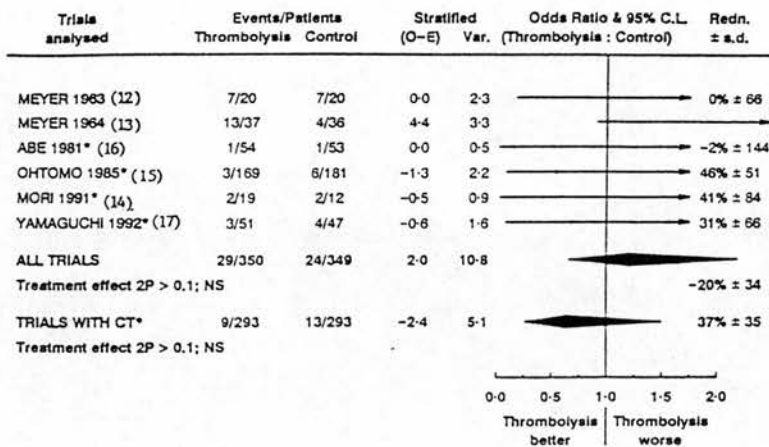 Trials Events/Patients Stratified Odds Ratio & 95% C.L. Redn.
analysed Thrombolysis Control (O–E) Var. (Thrombolysis : Control) ± s.d.
MEYER 1963 (12) 7/20 7/20 0·0 2·3 0% ± 66
MEYER 1964 (13) 13/37 4/36 4·4 3·3
ABE 1981* (16) 1/54 1/53 0·0 0·5 -2% ± 144
OHTOMO 1985* (15) 3/169 6/181 -1·3 2·2 46% ± 51
MORI 1991* (14) 2/19 2/12 -0·5 0·9 41% ± 84
YAMAGUCHI 1992* (17) 3/51 4/47 -0·6 1·6 31% ± 66
ALL TRIALS 29/350 24/349 2·0 10·8
Treatment effect 2P > 0.1; NS -20% ± 34
TRIALS WITH CT* 9/293 13/293 -2·4 5·1 37% ± 35
Treatment effect 2P > 0.1; NS
0·0 0·5 1·0 1·5 2·0
Thrombolysis Thrombolysis
better worse